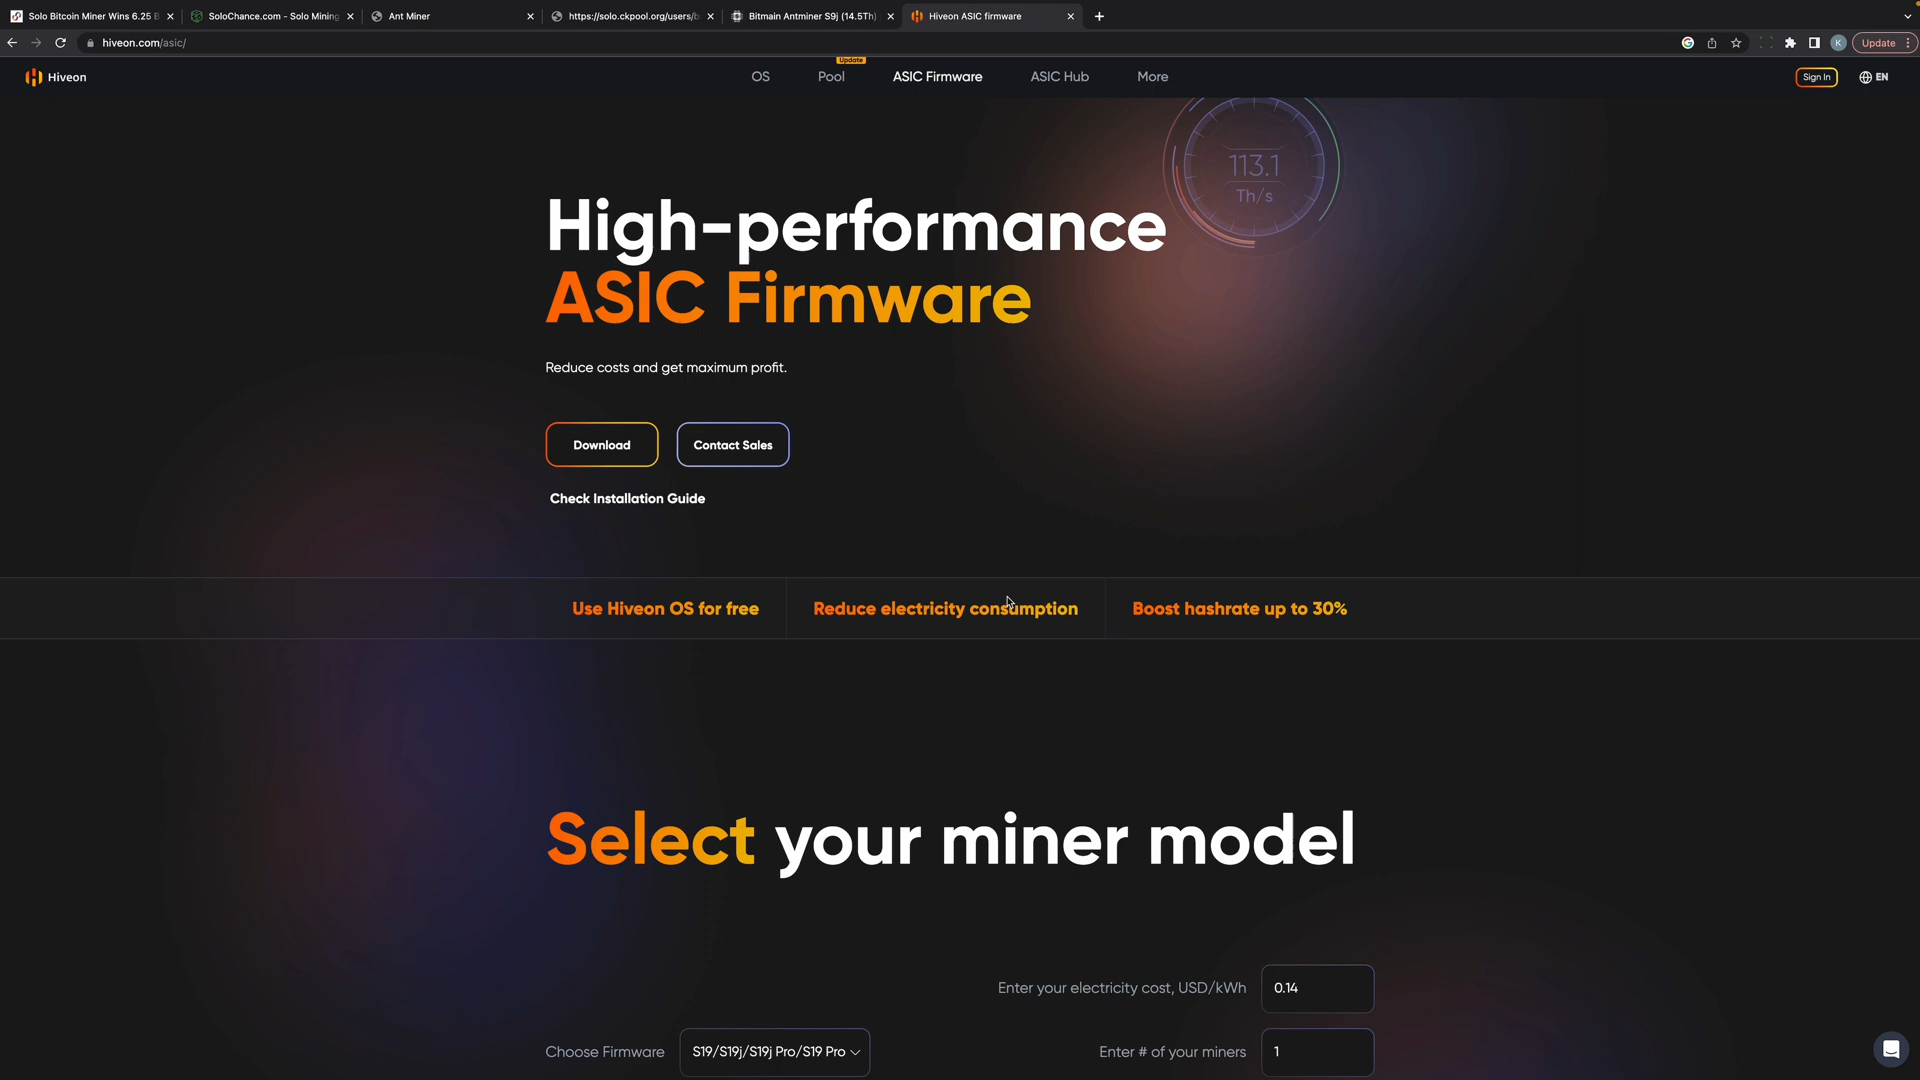 Solo Bitcoin Miner Wins 6.25 B
SoloChance.com - Solo Mining
Ant Miner
https://solo.ckpool.org/users/b
Bitmain Antminer S9j (14.5Th)
Hiveon ASIC firmware
hiveon.com/asic/
K
Update
Hiveon
OS
Pool
Update
ASIC Firmware
ASIC Hub
More
Sign In
EN
113.1
Th/s
High-performance
ASIC Firmware
Reduce costs and get maximum profit.
Download
Contact Sales
Check Installation Guide
Use Hiveon OS for free
Reduce electricity consumption
Boost hashrate up to 30%
Select your miner model
Enter your electricity cost, USD/kWh
0.14
Choose Firmware
S19/S19j/S19j Pro/S19 Pro
Enter # of your miners
1